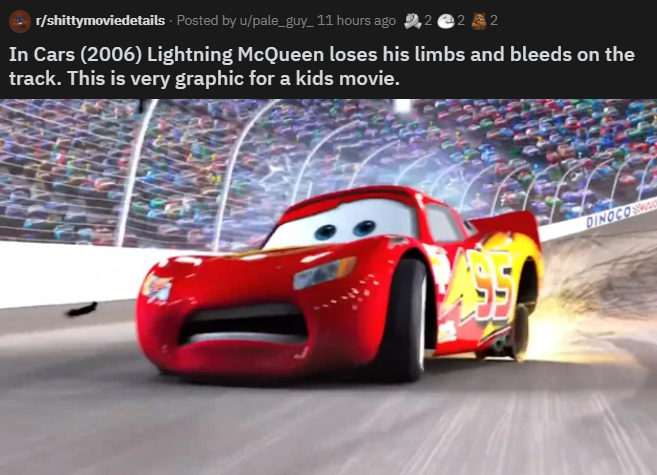 r/shittymoviedetails · Posted by u/pale_guy_ 11 hours ago 2 2 2
In Cars (2006) Lightning McQueen loses his limbs and bleeds on the
track. This is very graphic for a kids movie.
DINOCO
95